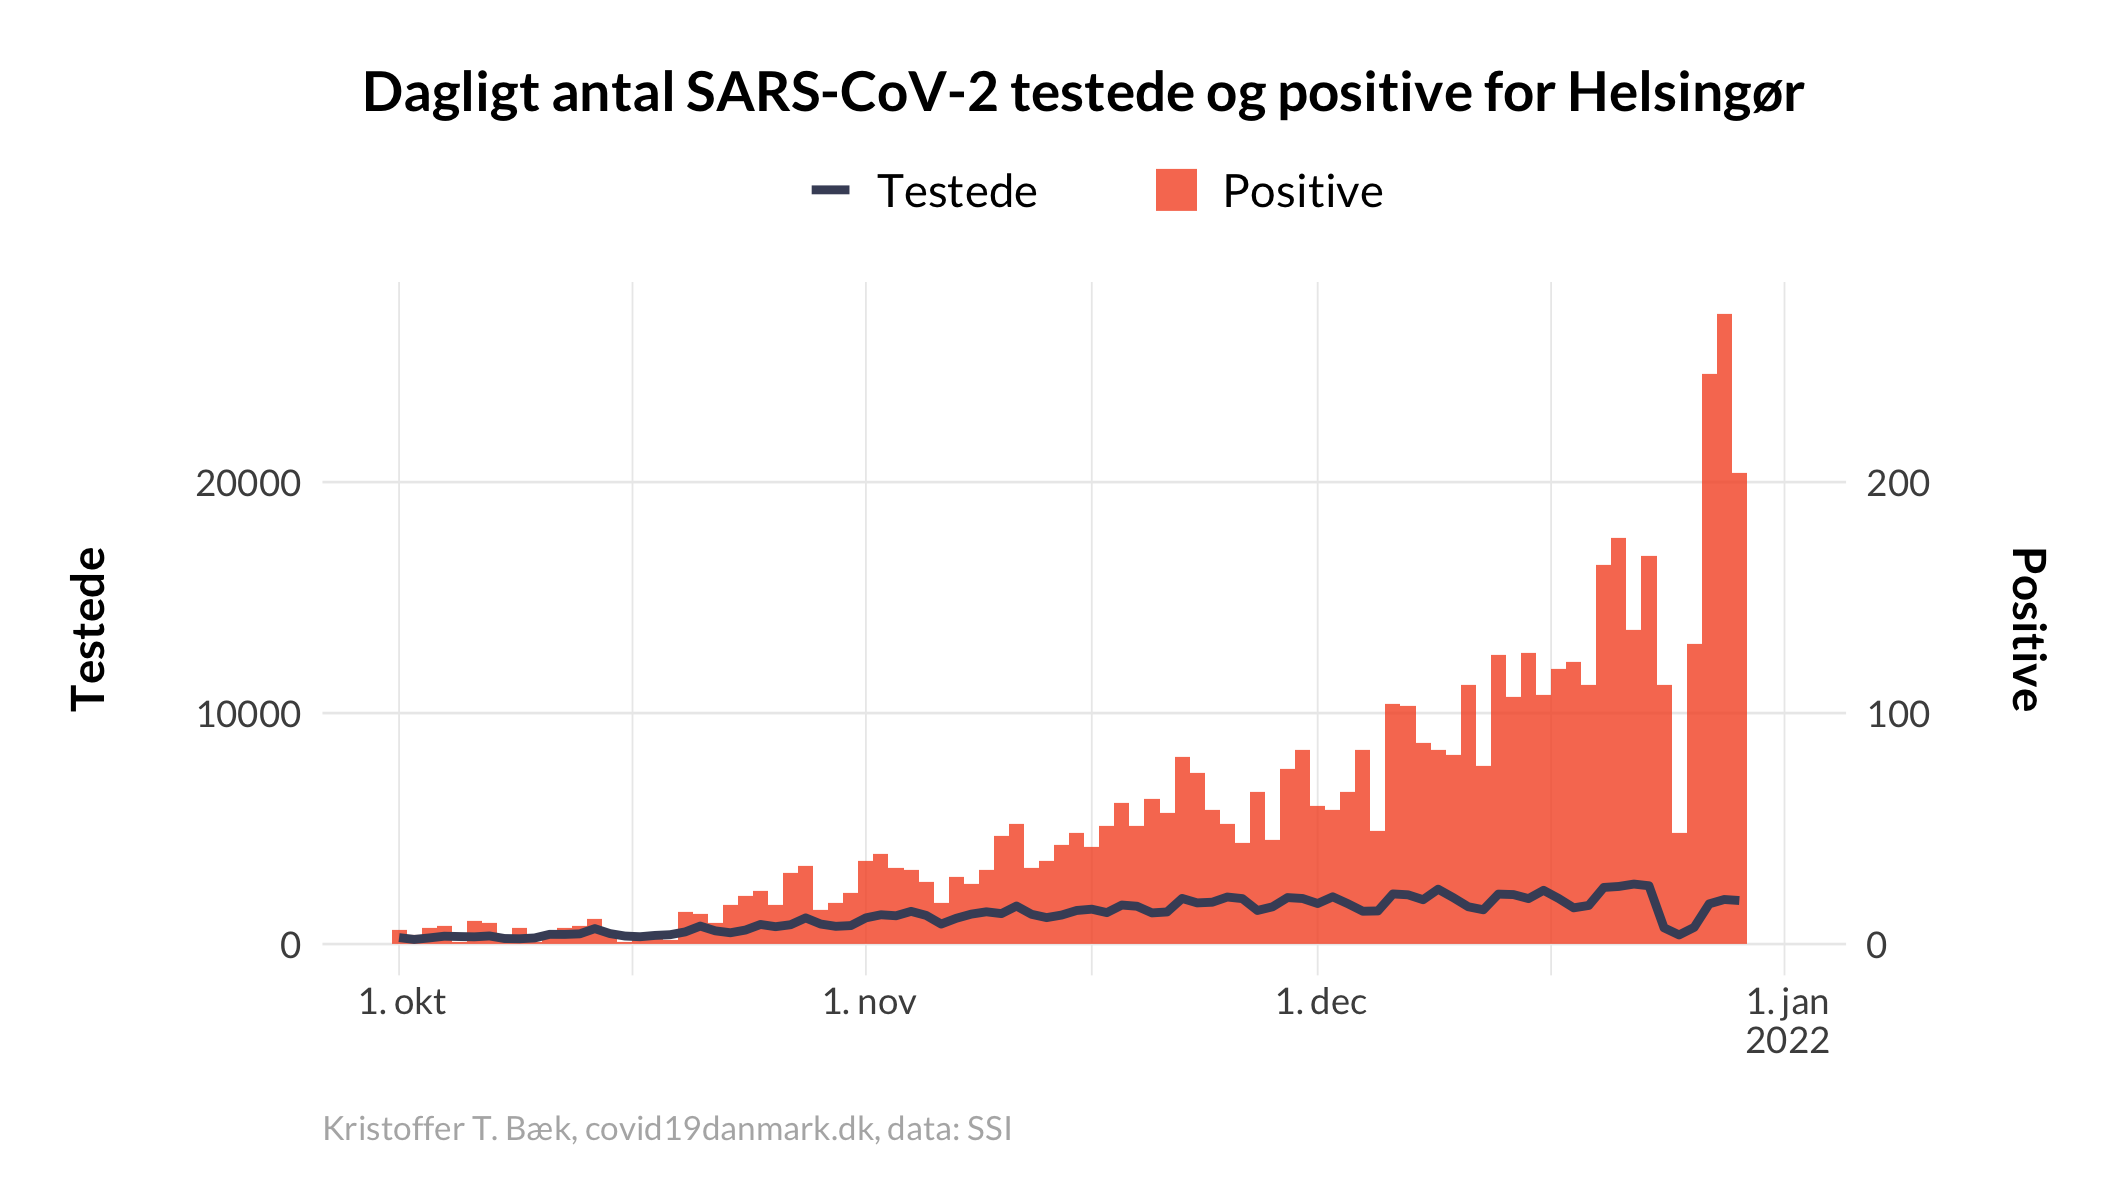 Dagligt antal SARS-CoV-2 testede og positive for Helsingør
Testede
Positive
Testede
20000
10000
0
200
100
0
Positive
1. okt
1. nov
1. dec
1. jan
2022
Kristoffer T. Bæk, covid19danmark.dk, data: SSI